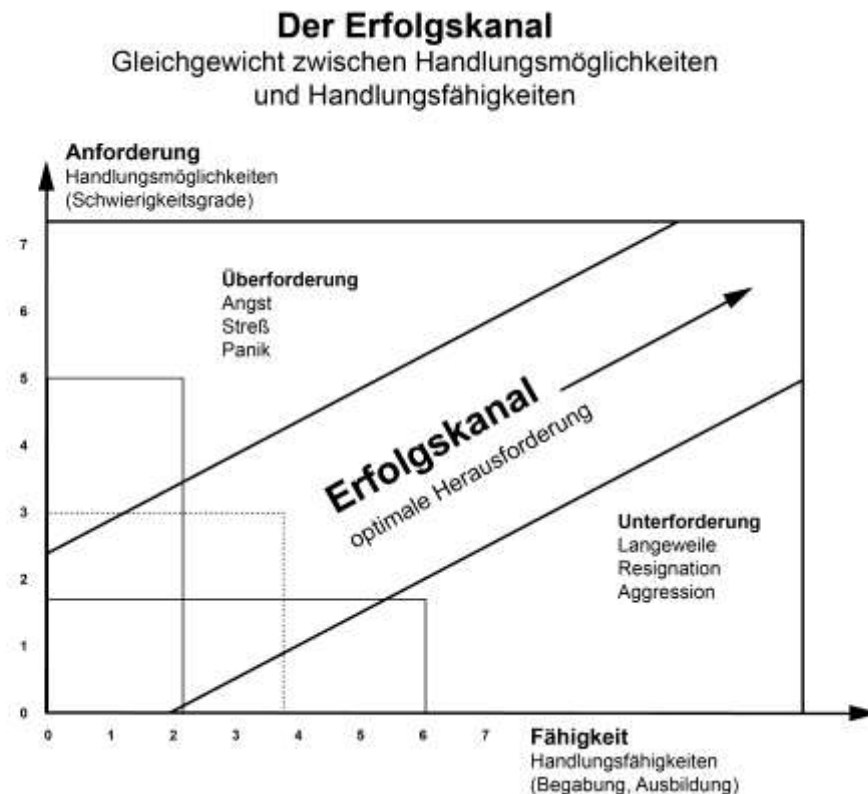 Der Erfolgskanal
Gleichgewicht zwischen Handlungsmöglichkeiten
und Handlungsfähigkeiten
Anforderung
Handlungsmöglichkeiten
(Schwierigkeitsgrade)
7
6
5
4
3
2
1
0
Überforderung
Angst
Streß
Panik
Erfolgskanal
optimale Herausforderung
Unterforderung
Langeweile
Resignation
Aggression
0 1 2 3 4 5 6 7
Fähigkeit
Handlungsfähigkeiten
(Begabung, Ausbildung)